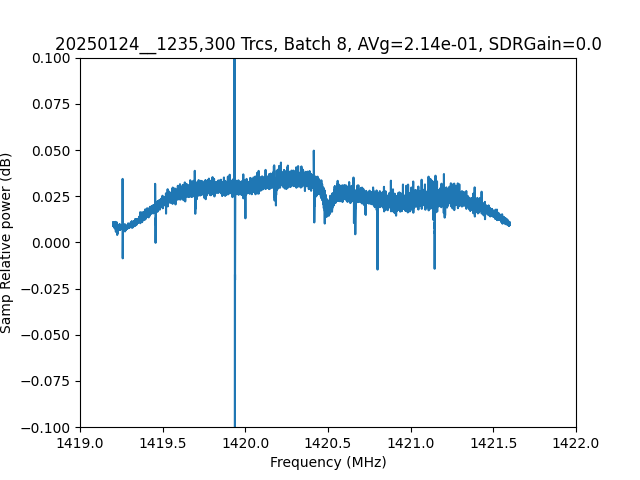 20250124__1235,300 Trcs, Batch 8, AVg=2.14e-01, SDRGain=0.0
0.100
0.075
0.050
0.025
0.000
−0.025
−0.050
−0.075
−0.100
Samp Relative power (dB)
1419.0 1419.5 1420.0 1420.5 1421.0 1421.5 1422.0
Frequency (MHz)